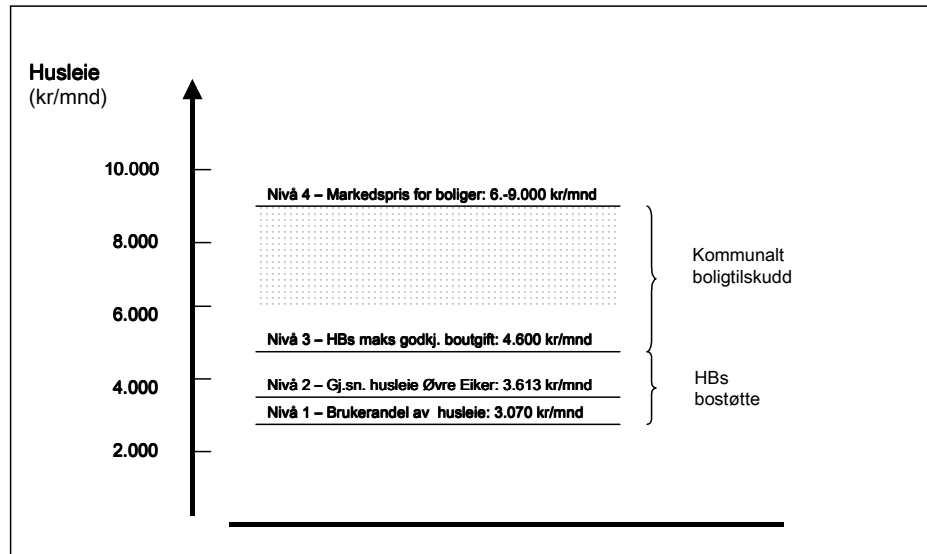 Husleie
(kr/mnd)
10.000
Nivå 4 – Markedspris for boliger: 6.-9.000 kr/mnd
8.000
Kommunalt
boligtilskudd
6.000
Nivå 3 – HBs maks godkj. boutgift: 4.600 kr/mnd
4.000
Nivå 2 – Gj.sn. husleie Øvre Eiker: 3.613 kr/mnd
HBs
bostøtte
Nivå 1 – Brukerandel av husleie: 3.070 kr/mnd
2.000